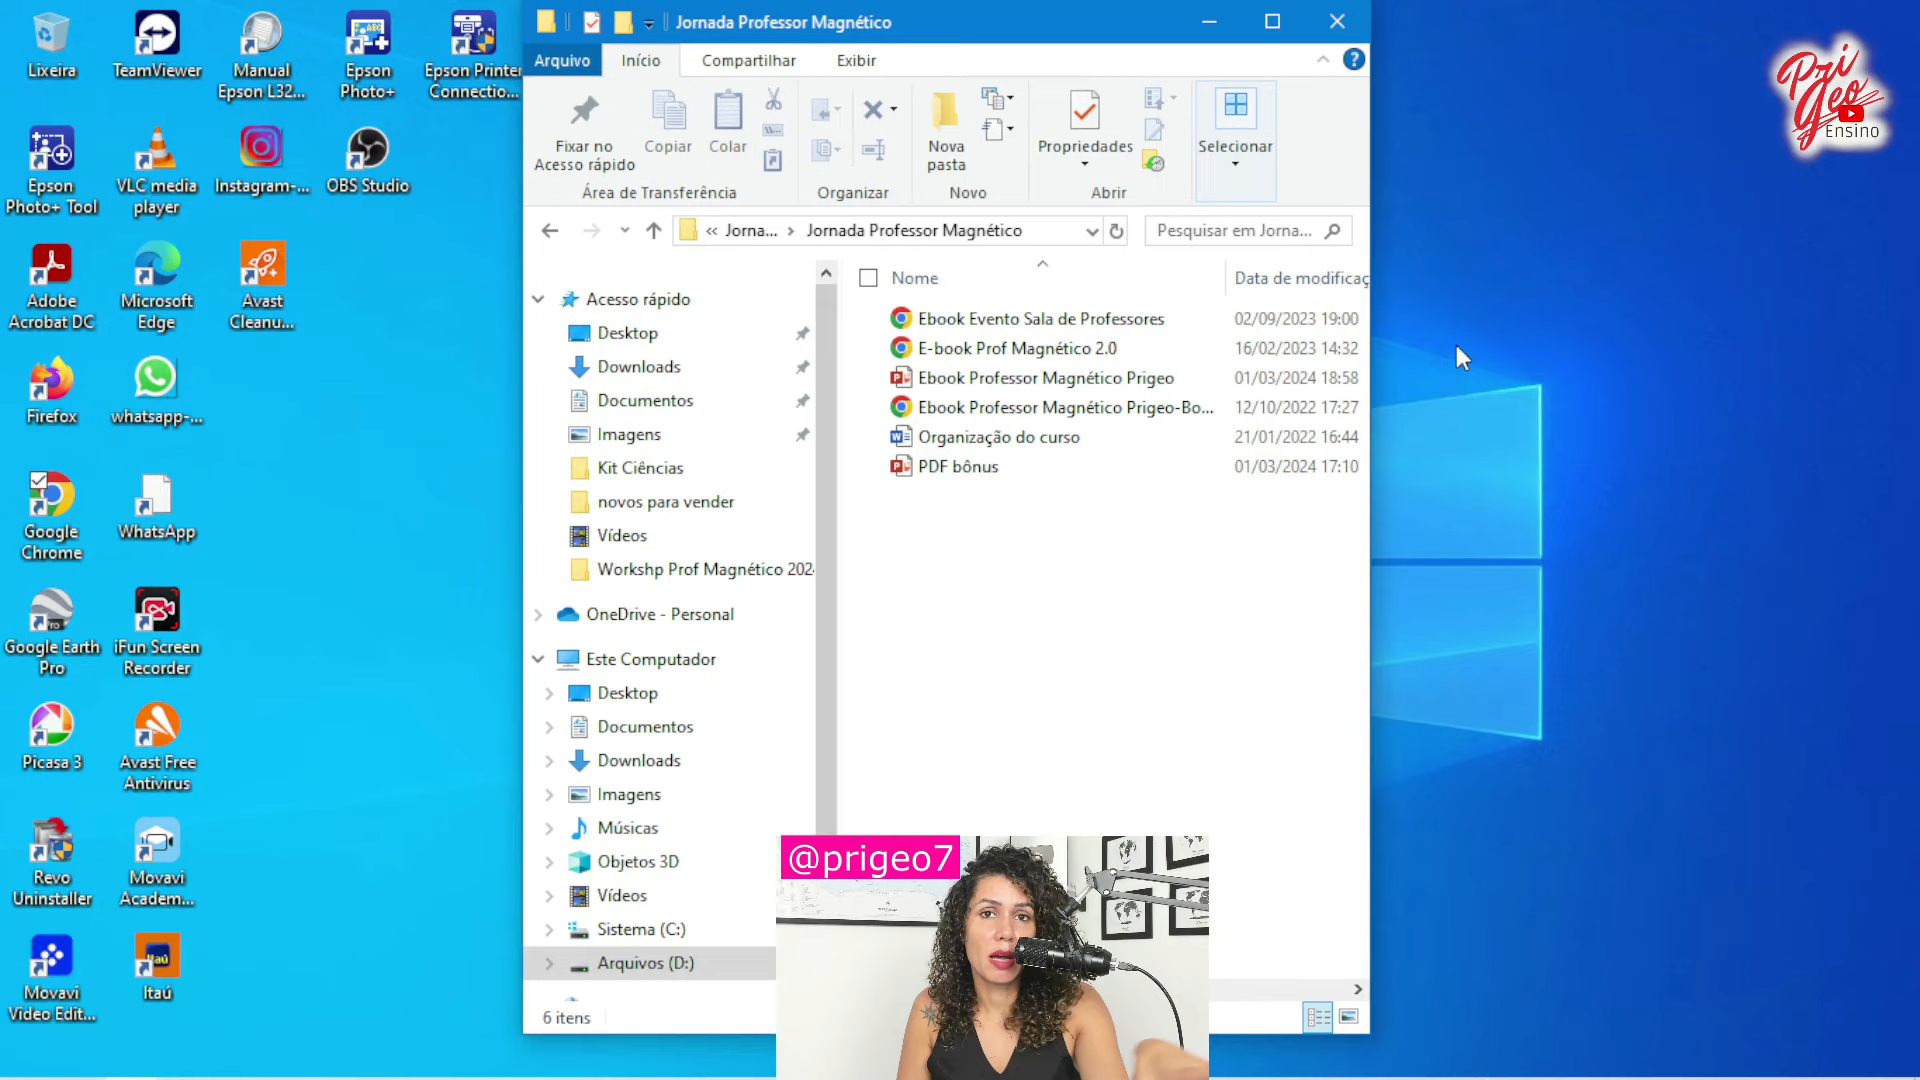 Lixeira
TeamViewer
Manual
Epson L32...
Epson
Photo+
Epson Printer
Connectio...
Epson
Photo+ Tool
VLC media
player
Instagram-...
OBS Studio
Adobe
Acrobat DC
Microsoft
Edge
Avast
Cleanu...
Firefox
whatsapp-...
Google
Chrome
WhatsApp
Google Earth
Pro
iFun Screen
Recorder
Picasa 3
Avast Free
Antivirus
Revo
Uninstaller
Movavi
Academ...
Movavi
Video Edit...
Itaú
Jornada Professor Magnético
Arquivo
Início
Compartilhar
Exibir
Fixar no
Acesso rápido
Copiar
Colar
Nova
pasta
Propriedades
Selecionar
Área de Transferência
Organizar
Novo
Abrir
« Jorna... › Jornada Professor Magnético
Pesquisar em Jorna...
Acesso rápido
Desktop
Downloads
Documentos
Imagens
Kit Ciências
novos para vender
Vídeos
Workshp Prof Magnético 202
OneDrive - Personal
Este Computador
Desktop
Documentos
Downloads
Imagens
Músicas
Objetos 3D
Vídeos
Sistema (C:)
Arquivos (D:)
6 itens
Nome
Data de modificaç
Ebook Evento Sala de Professores 02/09/2023 19:00
E-book Prof Magnético 2.0 16/02/2023 14:32
Ebook Professor Magnético Prigeo 01/03/2024 18:58
Ebook Professor Magnético Prigeo-Bo... 12/10/2022 17:27
Organização do curso 21/01/2022 16:44
PDF bônus 01/03/2024 17:10
@prigeo7
Pri
Geo
Ensino